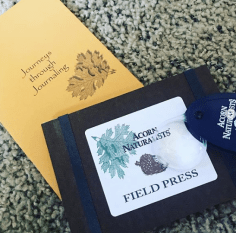 Journeys
through
Journaling
ACORN
NATURALISTS
FIELD PRESS
ACORN
NATURALISTS